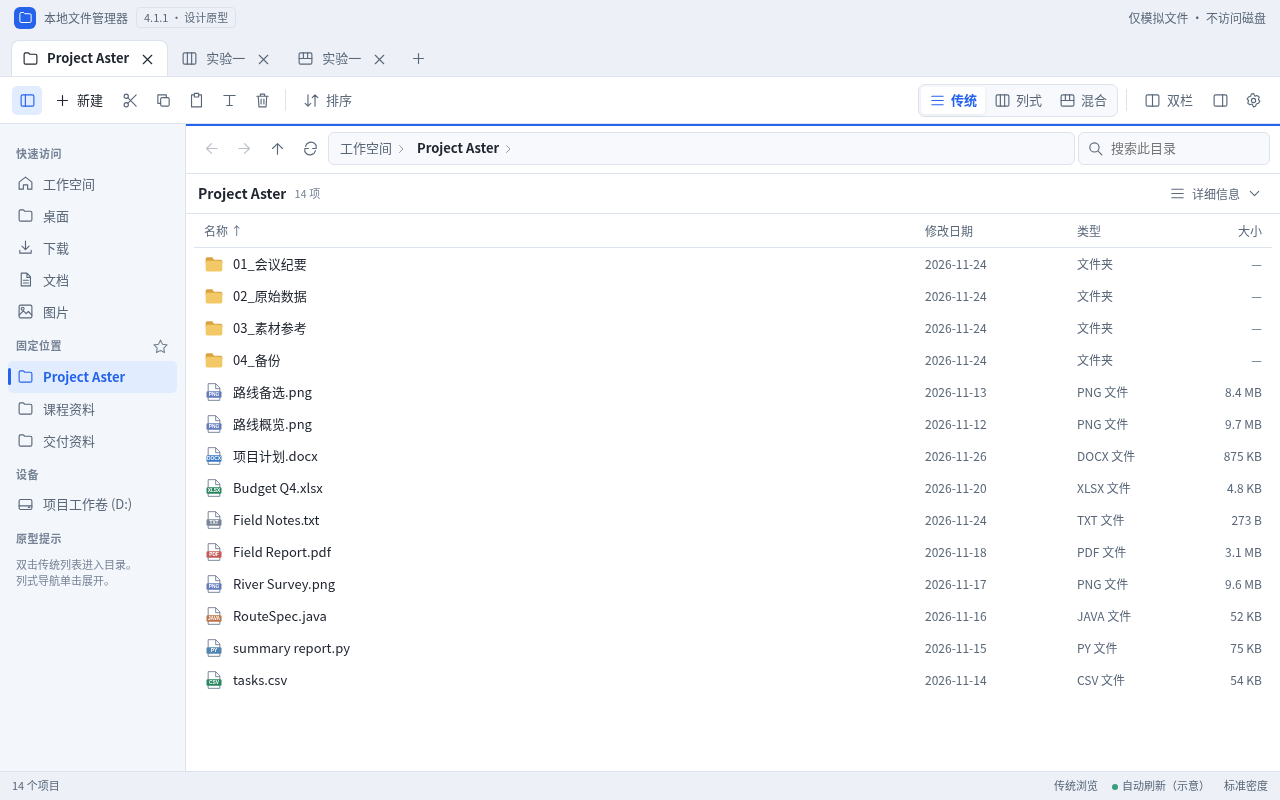 本地文件管理器 4.1.1 · 设计原型 仅模拟文件 · 不访问磁盘
Project Aster 实验一 实验一
新建 排序 传统 列式 混合 双栏
快速访问
工作空间
桌面
下载
文档
图片
固定位置
Project Aster
课程资料
交付资料
设备
项目工作卷 (D:)
原型提示
双击传统列表进入目录。
列式导航单击展开。
工作空间 Project Aster 搜索此目录
Project Aster 14 项 详细信息
名称 ↑ 修改日期 类型 大小
01_会议纪要 2026-11-24 文件夹 —
02_原始数据 2026-11-24 文件夹 —
03_素材参考 2026-11-24 文件夹 —
04_备份 2026-11-24 文件夹 —
PNG 路线备选.png 2026-11-13 PNG 文件 8.4 MB
PNG 路线概览.png 2026-11-12 PNG 文件 9.7 MB
DOCX 项目计划.docx 2026-11-26 DOCX 文件 875 KB
XLSX Budget Q4.xlsx 2026-11-20 XLSX 文件 4.8 KB
TXT Field Notes.txt 2026-11-24 TXT 文件 273 B
PDF Field Report.pdf 2026-11-18 PDF 文件 3.1 MB
PNG River Survey.png 2026-11-17 PNG 文件 9.6 MB
JAVA RouteSpec.java 2026-11-16 JAVA 文件 52 KB
PY summary report.py 2026-11-15 PY 文件 75 KB
CSV tasks.csv 2026-11-14 CSV 文件 54 KB
14 个项目 传统浏览 自动刷新（示意） 标准密度